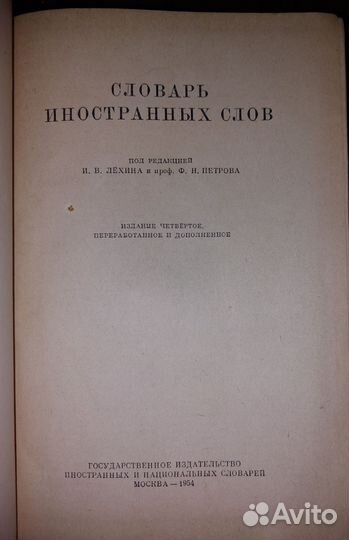 СЛОВАРЬ
ИНОСТРАННЫХ СЛОВ
ПОД РЕДАКЦИЕЙ
И. В. ЛЁХИНА и проф. Ф. Н. ПЕТРОВА
ИЗДАНИЕ ЧЕТВЁРТОЕ,
ПЕРЕРАБОТАННОЕ И ДОПОЛНЕННОЕ
ГОСУДАРСТВЕННОЕ ИЗДАТЕЛЬСТВО
ИНОСТРАННЫХ И НАЦИОНАЛЬНЫХ СЛОВАРЕЙ
МОСКВА — 1954
Avito